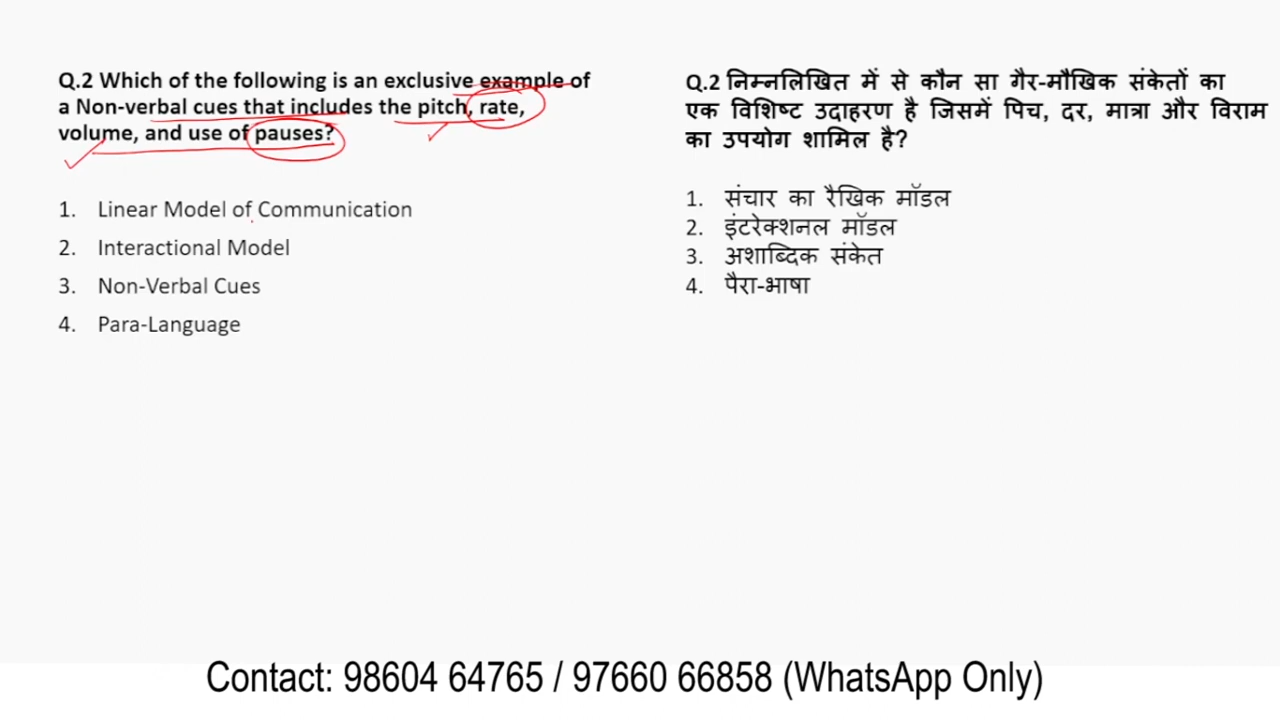 Q.2 Which of the following is an exclusive example of
a Non-verbal cues that includes the pitch, rate,
volume, and use of pauses?
1. Linear Model of Communication
2. Interactional Model
3. Non-Verbal Cues
4. Para-Language
Q.2 निम्नलिखित में से कौन सा गैर-मौखिक संकेतों का
एक विशिष्ट उदाहरण है जिसमें पिच, दर, मात्रा और विराम
का उपयोग शामिल है?
1. संचार का रैखिक मॉडल
2. इंटरेक्शनल मॉडल
3. अशाब्दिक संकेत
4. पैरा-भाषा
Contact: 98604 64765 / 97660 66858 (WhatsApp Only)